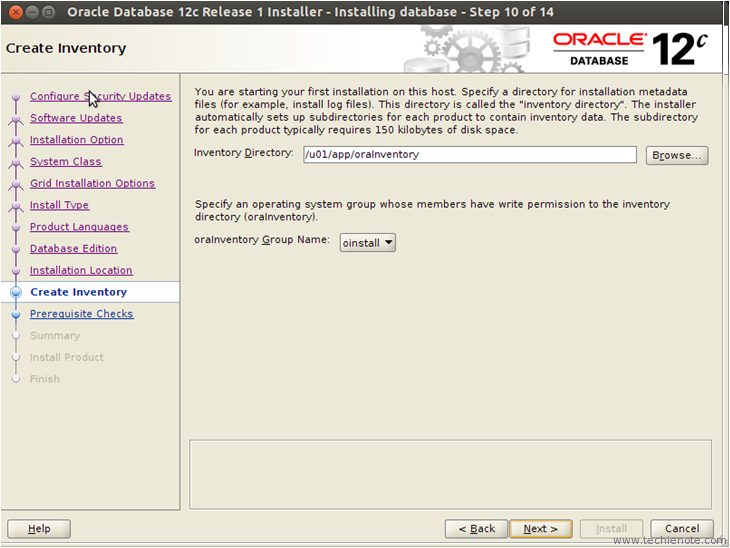 Oracle Database 12c Release 1 Installer - Installing database - Step 10 of 14
Create Inventory
ORACLE
DATABASE
12c
Configure Security Updates
Software Updates
Installation Option
System Class
Grid Installation Options
Install Type
Product Languages
Database Edition
Installation Location
Create Inventory
Prerequisite Checks
Summary
Install Product
Finish
You are starting your first installation on this host. Specify a directory for installation metadata
files (for example, install log files). This directory is called the "inventory directory". The installer
automatically sets up subdirectories for each product to contain inventory data. The subdirectory
for each product typically requires 150 kilobytes of disk space.
Inventory Directory: /u01/app/oraInventory Browse...
Specify an operating system group whose members have write permission to the inventory
directory (oraInventory).
oraInventory Group Name: oinstall
Help < Back Next > Install Cancel
www.techienote.com